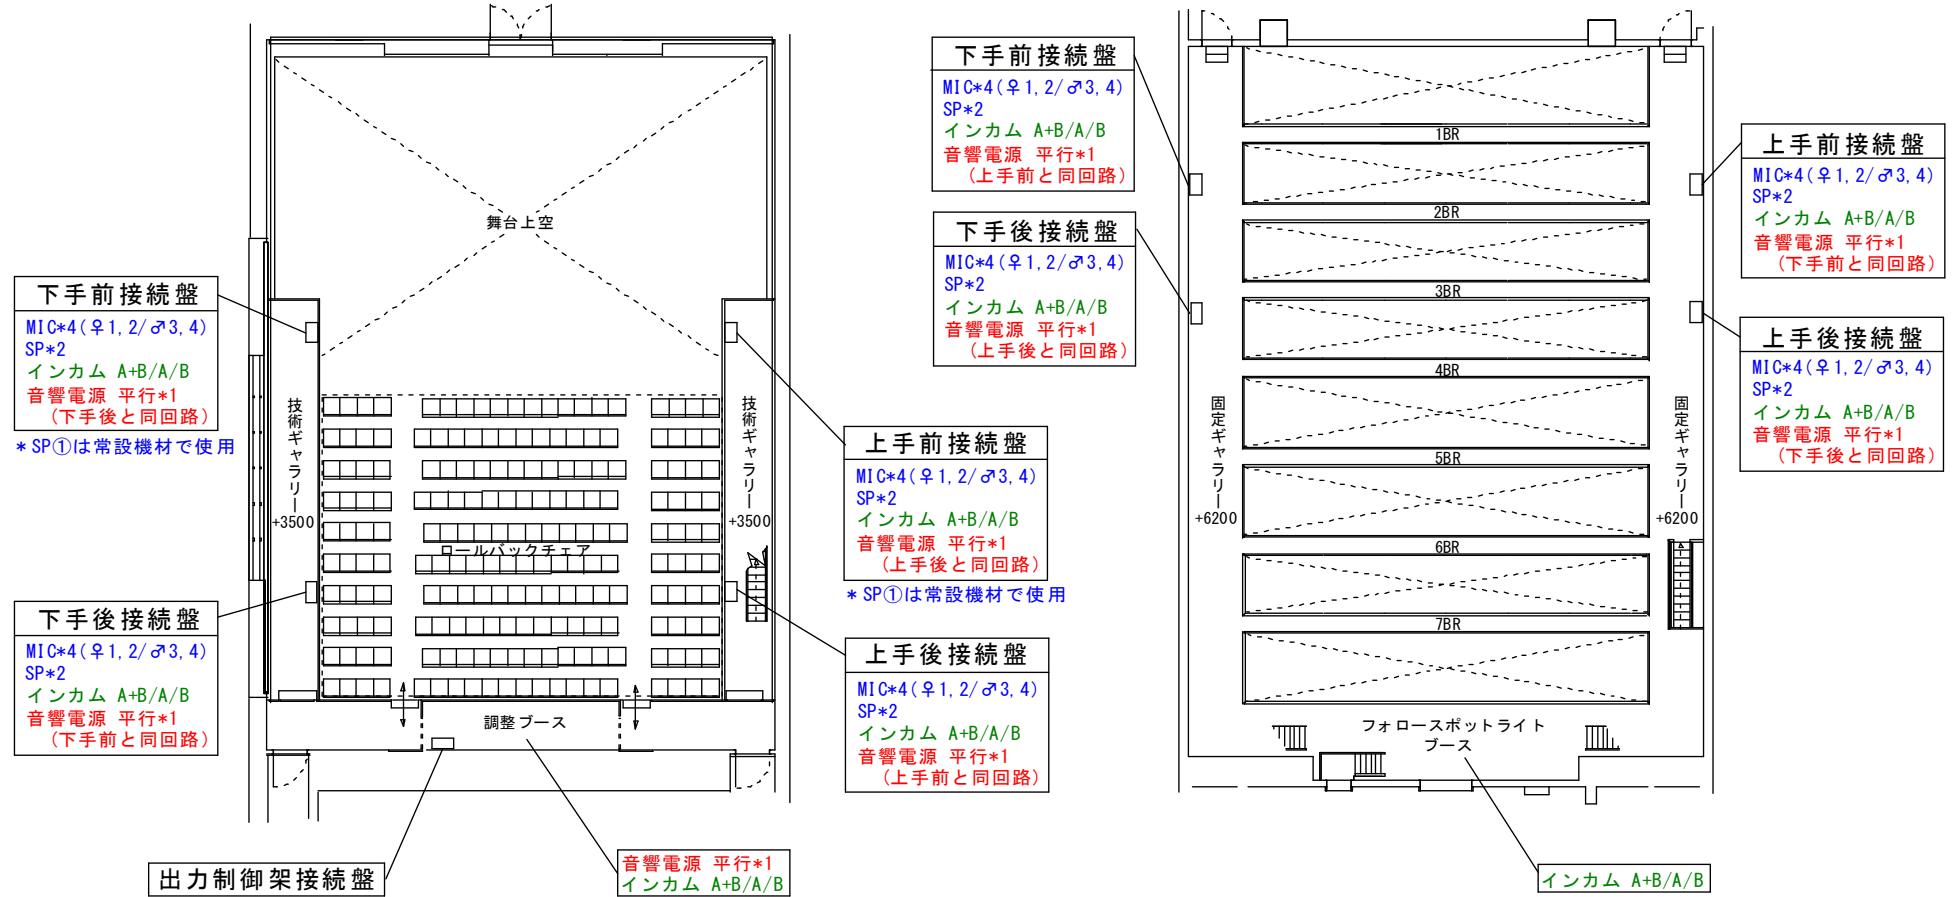 舞台上空
下手前接続盤
MIC*4(♀1,2/♂3,4)
SP*2
インカム A+B/A/B
音響電源 平行*1
(下手後と同回路)
*SP①は常設機材で使用
下手後接続盤
MIC*4(♀1,2/♂3,4)
SP*2
インカム A+B/A/B
音響電源 平行*1
(下手前と同回路)
技術ギャラリー
+3500
ロールバックチェア
技術ギャラリー
+3500
調整ブース
上手前接続盤
MIC*4(♀1,2/♂3,4)
SP*2
インカム A+B/A/B
音響電源 平行*1
(上手後と同回路)
*SP①は常設機材で使用
上手後接続盤
MIC*4(♀1,2/♂3,4)
SP*2
インカム A+B/A/B
音響電源 平行*1
(上手前と同回路)
出力制御架接続盤
音響電源 平行*1
インカム A+B/A/B
下手前接続盤
MIC*4(♀1,2/♂3,4)
SP*2
インカム A+B/A/B
音響電源 平行*1
(上手前と同回路)
下手後接続盤
MIC*4(♀1,2/♂3,4)
SP*2
インカム A+B/A/B
音響電源 平行*1
(上手後と同回路)
1BR
2BR
3BR
4BR
5BR
6BR
7BR
固定ギャラリー
+6200
固定ギャラリー
+6200
上手前接続盤
MIC*4(♀1,2/♂3,4)
SP*2
インカム A+B/A/B
音響電源 平行*1
(下手前と同回路)
上手後接続盤
MIC*4(♀1,2/♂3,4)
SP*2
インカム A+B/A/B
音響電源 平行*1
(下手後と同回路)
フォロースポットライト
ブース
インカム A+B/A/B